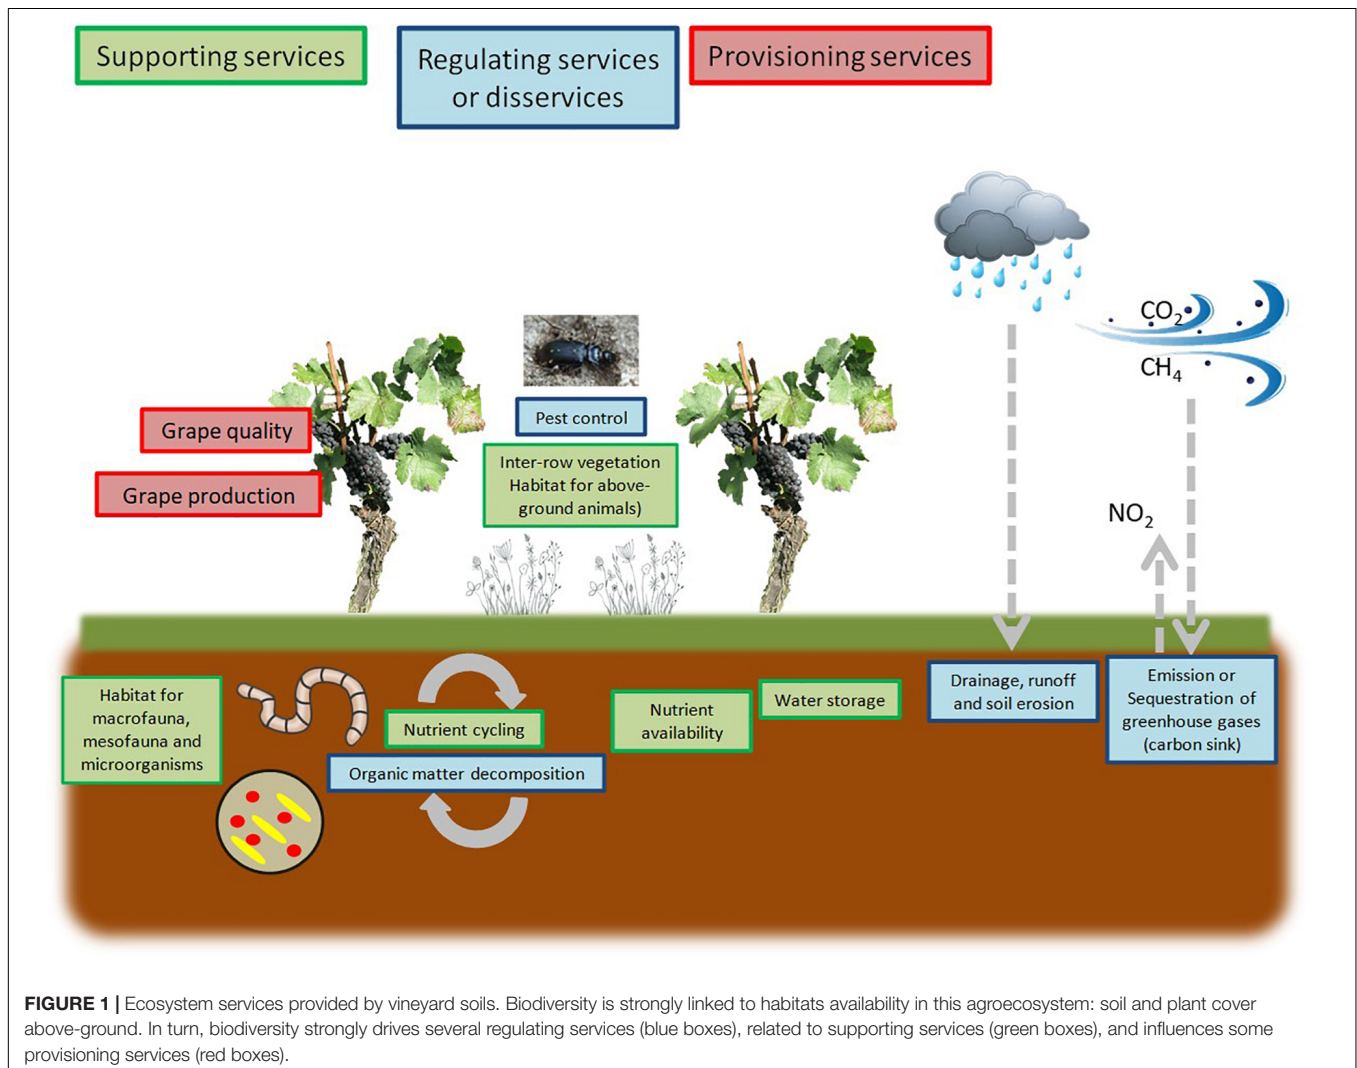 Supporting services
Regulating services
or disservices
Provisioning services
CO2
CH4
Pest control
Grape quality
Inter-row vegetation
Habitat for above-
ground animals)
Grape production
NO2
Habitat for
macrofauna,
mesofauna and
microorganisms
Nutrient cycling
Organic matter decomposition
Nutrient
availability
Water storage
Drainage, runoff
and soil erosion
Emission or
Sequestration of
greenhouse gases
(carbon sink)
FIGURE 1 | Ecosystem services provided by vineyard soils. Biodiversity is strongly linked to habitats availability in this agroecosystem: soil and plant cover
above-ground. In turn, biodiversity strongly drives several regulating services (blue boxes), related to supporting services (green boxes), and influences some
provisioning services (red boxes).